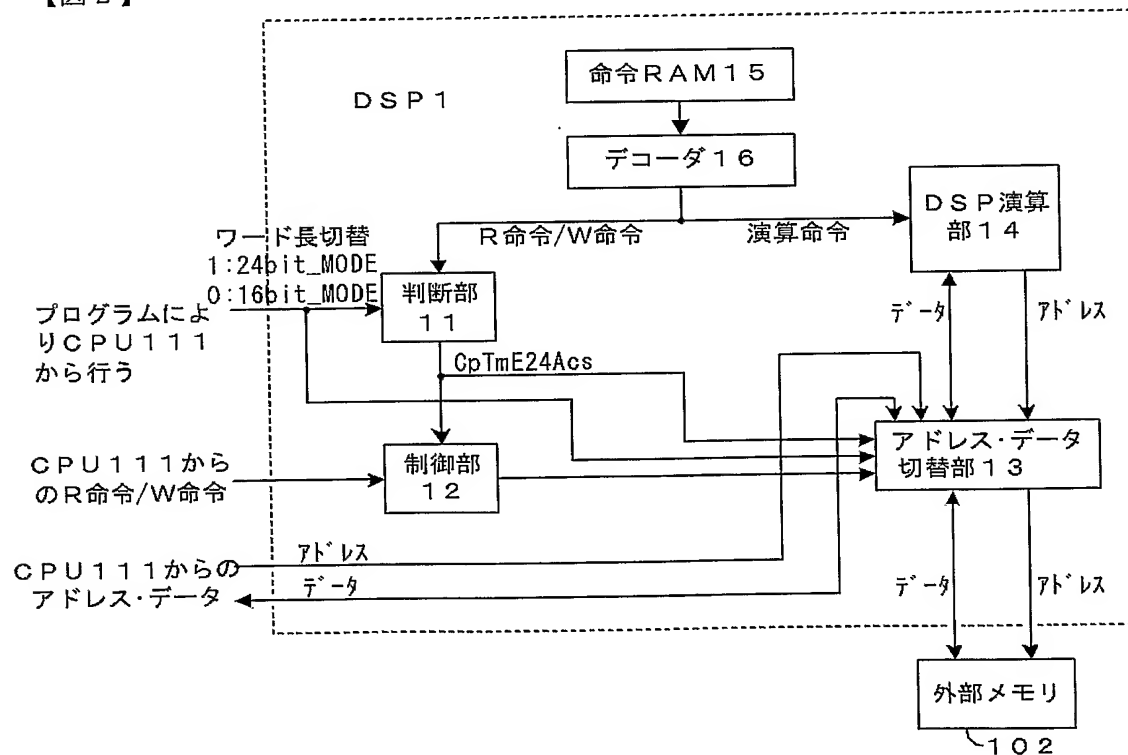 【図2】
DSP1
命令RAM15
デコーダ16
DSP演算
部14
R命令/W命令
演算命令
ワード長切替
1:24bit_MODE
0:16bit_MODE
判断部
11
プログラムによ
りCPU111
から行う
データ
アドレス
CpTmE24Acs
アドレス・データ
切替部13
CPU111から
のR命令/W命令
制御部
12
CPU111からの
アドレス・データ
アドレス
データ
データ
アドレス
外部メモリ
102